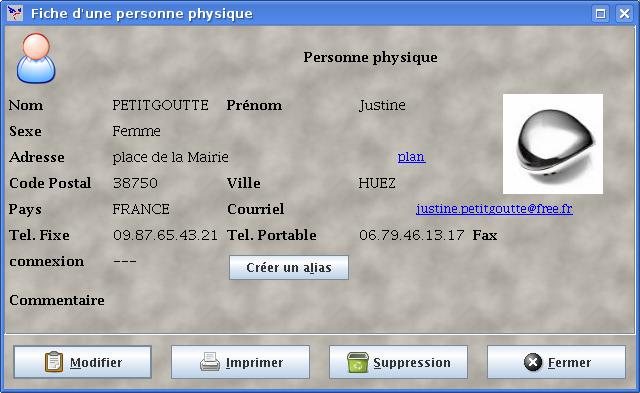 Fiche d'une personne physique
Personne physique
Nom PETITGOUTTE Prénom Justine
Sexe Femme
Adresse place de la Mairie plan
Code Postal 38750 Ville HUEZ
Pays FRANCE Courriel justine.petitgoutte@free.fr
Tel. Fixe 09.87.65.43.21 Tel. Portable 06.79.46.13.17 Fax
connexion --- Créer un alias
Commentaire
Modifier Imprimer Suppression Fermer